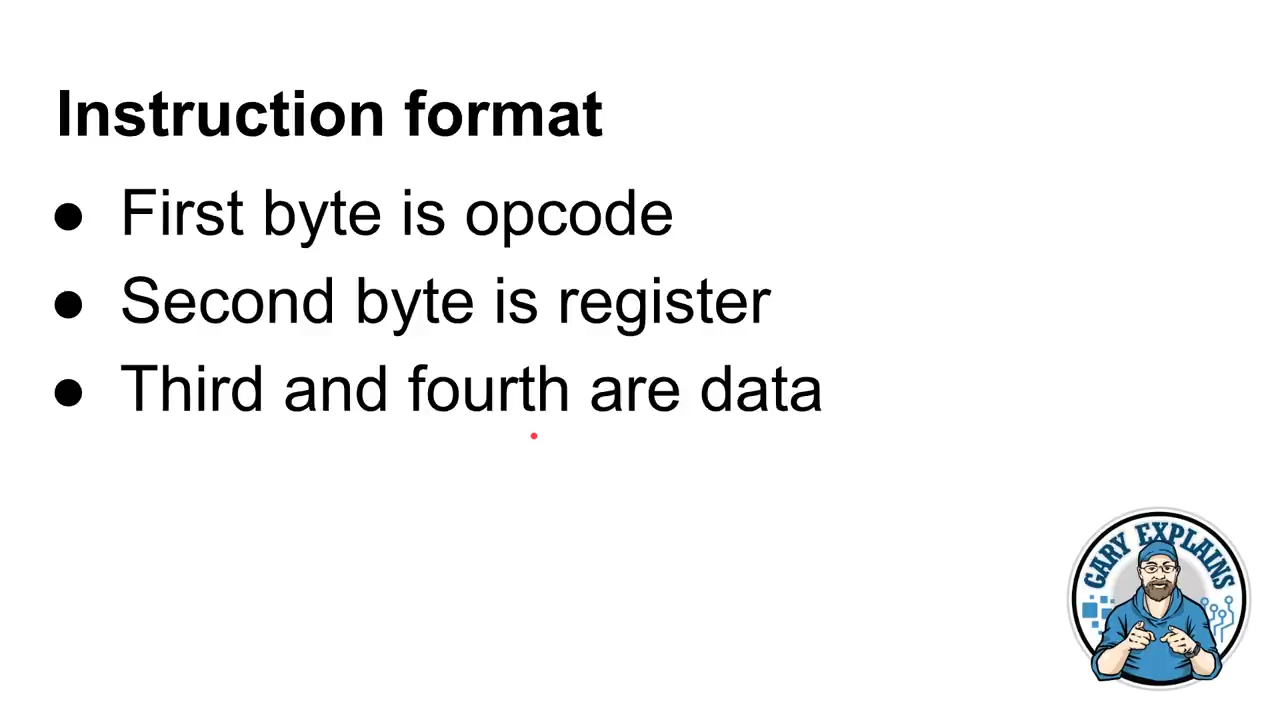 Instruction format
● First byte is opcode
● Second byte is register
● Third and fourth are data
GARY EXPLAINS